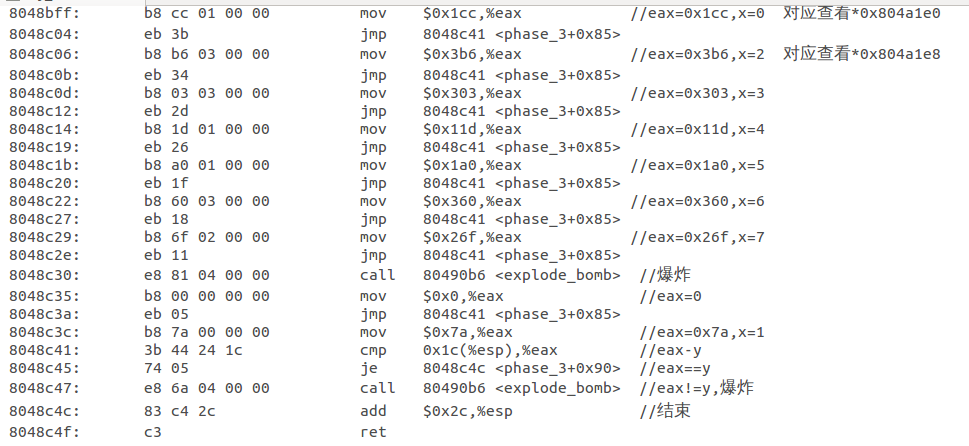 8048bff: b8 cc 01 00 00 mov $0x1cc,%eax //eax=0x1cc,x=0 对应查看*0x804a1e0
8048c04: eb 3b jmp 8048c41 <phase_3+0x85>
8048c06: b8 b6 03 00 00 mov $0x3b6,%eax //eax=0x3b6,x=2 对应查看*0x804a1e8
8048c0b: eb 34 jmp 8048c41 <phase_3+0x85>
8048c0d: b8 03 03 00 00 mov $0x303,%eax //eax=0x303,x=3
8048c12: eb 2d jmp 8048c41 <phase_3+0x85>
8048c14: b8 1d 01 00 00 mov $0x11d,%eax //eax=0x11d,x=4
8048c19: eb 26 jmp 8048c41 <phase_3+0x85>
8048c1b: b8 a0 01 00 00 mov $0x1a0,%eax //eax=0x1a0,x=5
8048c20: eb 1f jmp 8048c41 <phase_3+0x85>
8048c22: b8 60 03 00 00 mov $0x360,%eax //eax=0x360,x=6
8048c27: eb 18 jmp 8048c41 <phase_3+0x85>
8048c29: b8 6f 02 00 00 mov $0x26f,%eax //eax=0x26f,x=7
8048c2e: eb 11 jmp 8048c41 <phase_3+0x85>
8048c30: e8 81 04 00 00 call 80490b6 <explode_bomb> //爆炸
8048c35: b8 00 00 00 00 mov $0x0,%eax //eax=0
8048c3a: eb 05 jmp 8048c41 <phase_3+0x85>
8048c3c: b8 7a 00 00 00 mov $0x7a,%eax //eax=0x7a,x=1
8048c41: 3b 44 24 1c cmp 0x1c(%esp),%eax //eax-y
8048c45: 74 05 je 8048c4c <phase_3+0x90> //eax==y
8048c47: e8 6a 04 00 00 call 80490b6 <explode_bomb> //eax!=y,爆炸
8048c4c: 83 c4 2c add $0x2c,%esp //结束
8048c4f: c3 ret